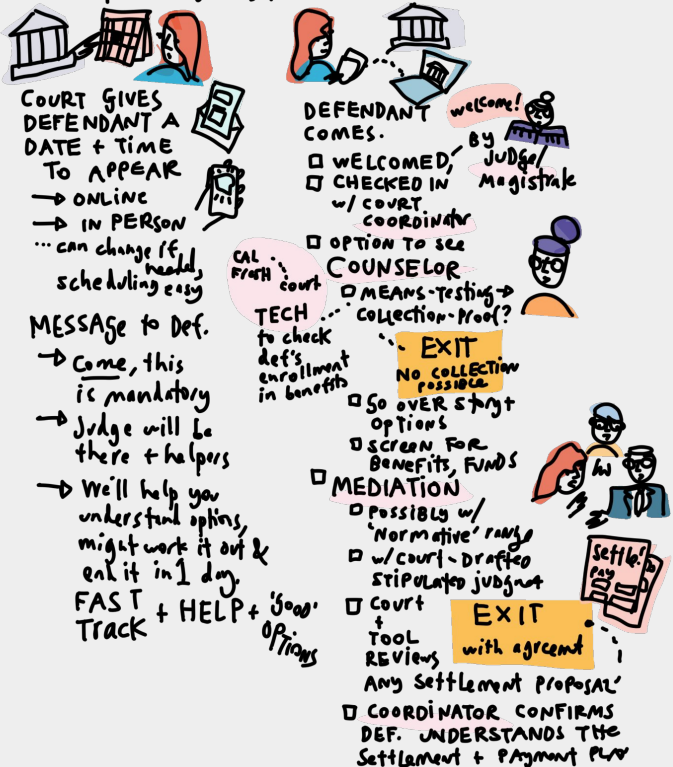 COURT GIVES
DEFENDANT A
DATE + TIME
TO APPEAR
→ ONLINE
→ IN PERSON
...can change if
needed,
scheduling easy
MESSAGE to Def.
→ Come, this
is mandatory
→ Judge will be
there + helpers
→ We'll help you
understand options,
might work it out &
end it in 1 day.
FAST
Track + HELP + 'good'
OPTIONS
DEFENDANT
COMES.
welcome!
☐ WELCOMED, BY
JUDGE/
Magistrate
☐ CHECKED IN
w/ COURT
COORDINATOR
☐ OPTION TO SEE
COUNSELOR
☐ MEANS-Testing →
Collection-Proof?
CAL
court
TECH
to check
def's
enrollment
in benefits
EXIT
NO COLLECTION
POSSIBLE
☐ GO OVER Story +
OPTIONS
☐ SCREEN FOR
BENEFITS, FUNDS
☐ MEDIATION
☐ POSSIBLY w/
'Normative' range
☐ w/ Court-Drafted
STIPULATED judgmt
☐ Court
+
TOOL
REVIEWS
ANY Settlement PROPOSAL
Settle!
Pay
EXIT
with agreemt
☐ COORDINATOR CONFIRMS
DEF. UNDERSTANDS THE
Settlement + PAYment PLAN